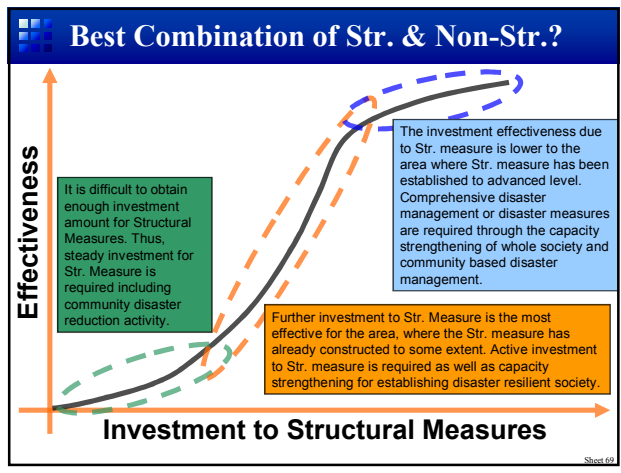 Best Combination of Str. & Non-Str.?
Effectiveness
The investment effectiveness due
to Str. measure is lower to the
area where Str. measure has been
established to advanced level.
Comprehensive disaster
management or disaster measures
are required through the capacity
strengthening of whole society and
community based disaster
management.
It is difficult to obtain
enough investment
amount for Structural
Measures. Thus,
steady investment for
Str. Measure is
required including
community disaster
reduction activity.
Further investment to Str. Measure is the most
effective for the area, where the Str. measure has
already constructed to some extent. Active investment
to Str. measure is required as well as capacity
strengthening for establishing disaster resilient society.
Investment to Structural Measures
Sheet 69